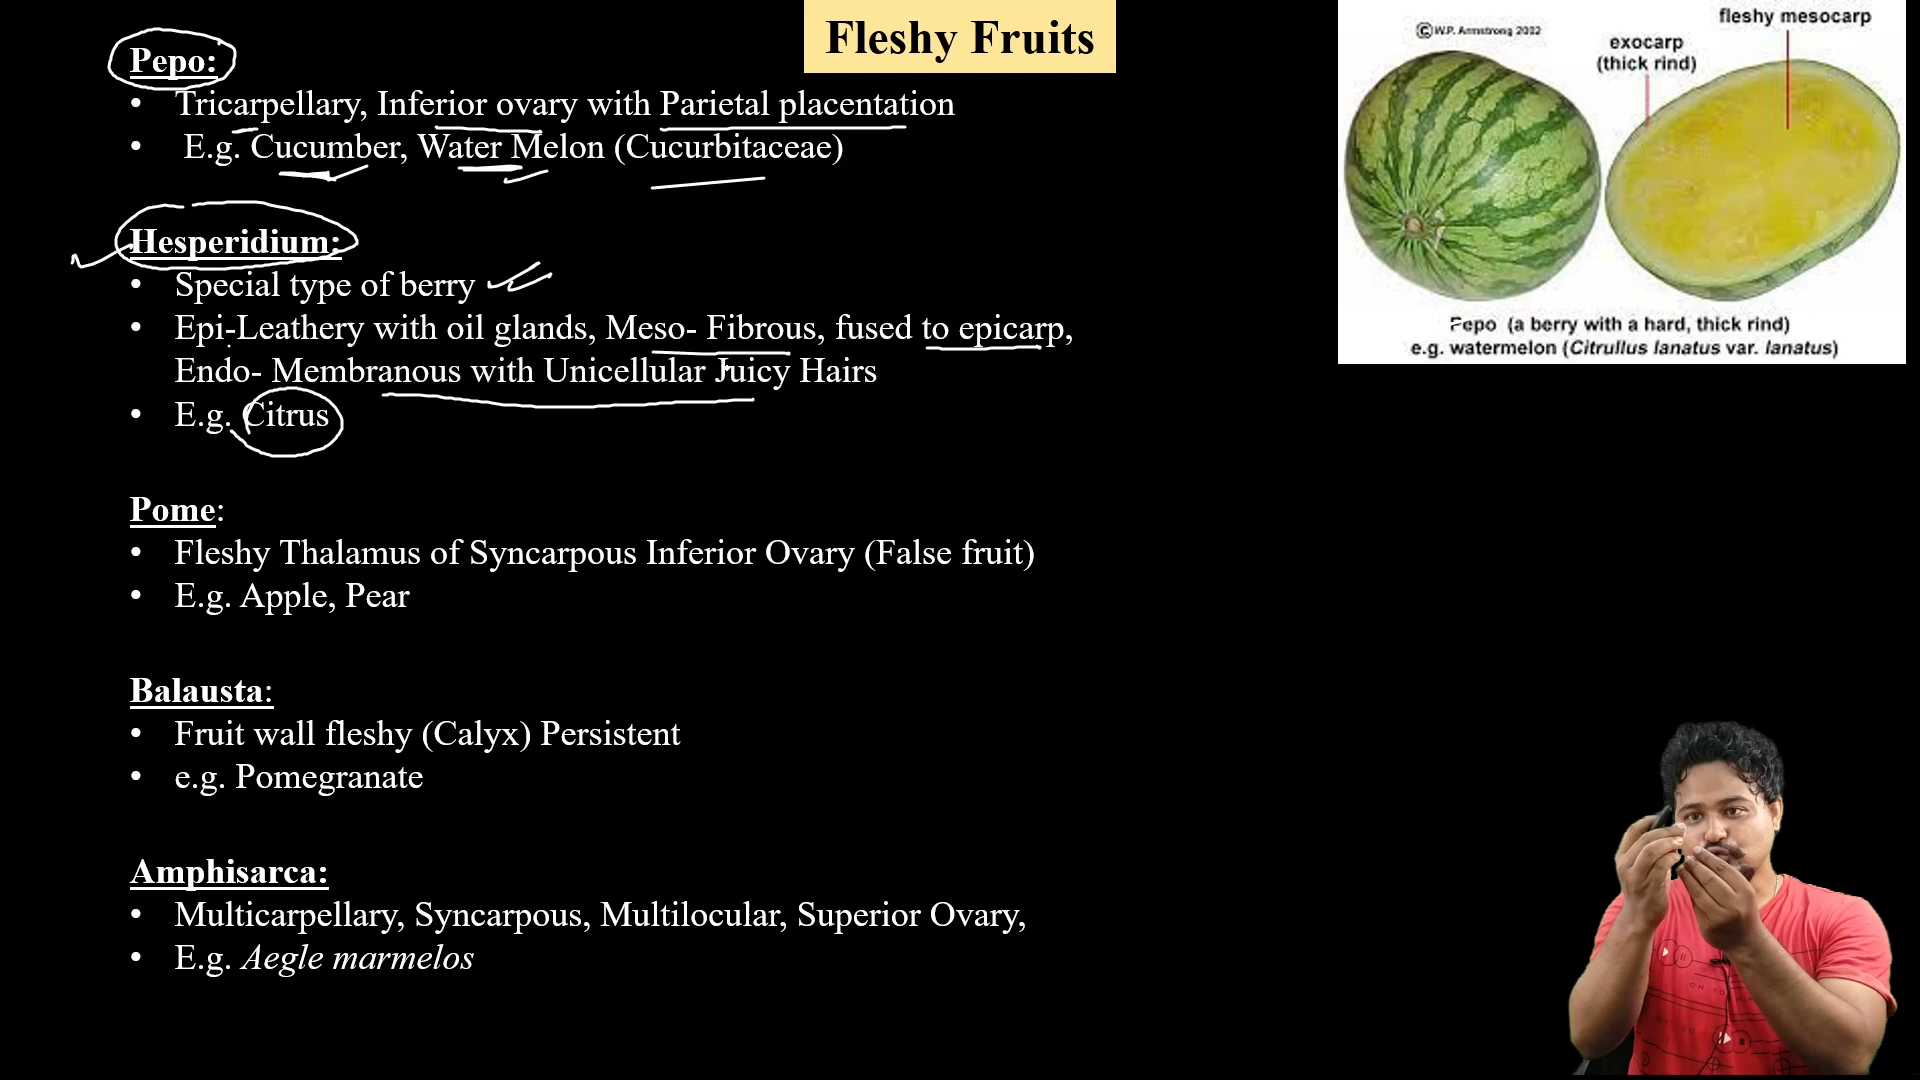 Fleshy Fruits
Pepo:
• Tricarpellary, Inferior ovary with Parietal placentation
• E.g. Cucumber, Water Melon (Cucurbitaceae)
Hesperidium:
• Special type of berry
• Epi-Leathery with oil glands, Meso- Fibrous, fused to epicarp,
Endo- Membranous with Unicellular Juicy Hairs
• E.g. Citrus
Pome:
• Fleshy Thalamus of Syncarpous Inferior Ovary (False fruit)
• E.g. Apple, Pear
Balausta:
• Fruit wall fleshy (Calyx) Persistent
• e.g. Pomegranate
Amphisarca:
• Multicarpellary, Syncarpous, Multilocular, Superior Ovary,
• E.g. Aegle marmelos
fleshy mesocarp
©W.P. Armstrong 2002
exocarp
(thick rind)
Pepo (a berry with a hard, thick rind)
e.g. watermelon (Citrullus lanatus var. lanatus)